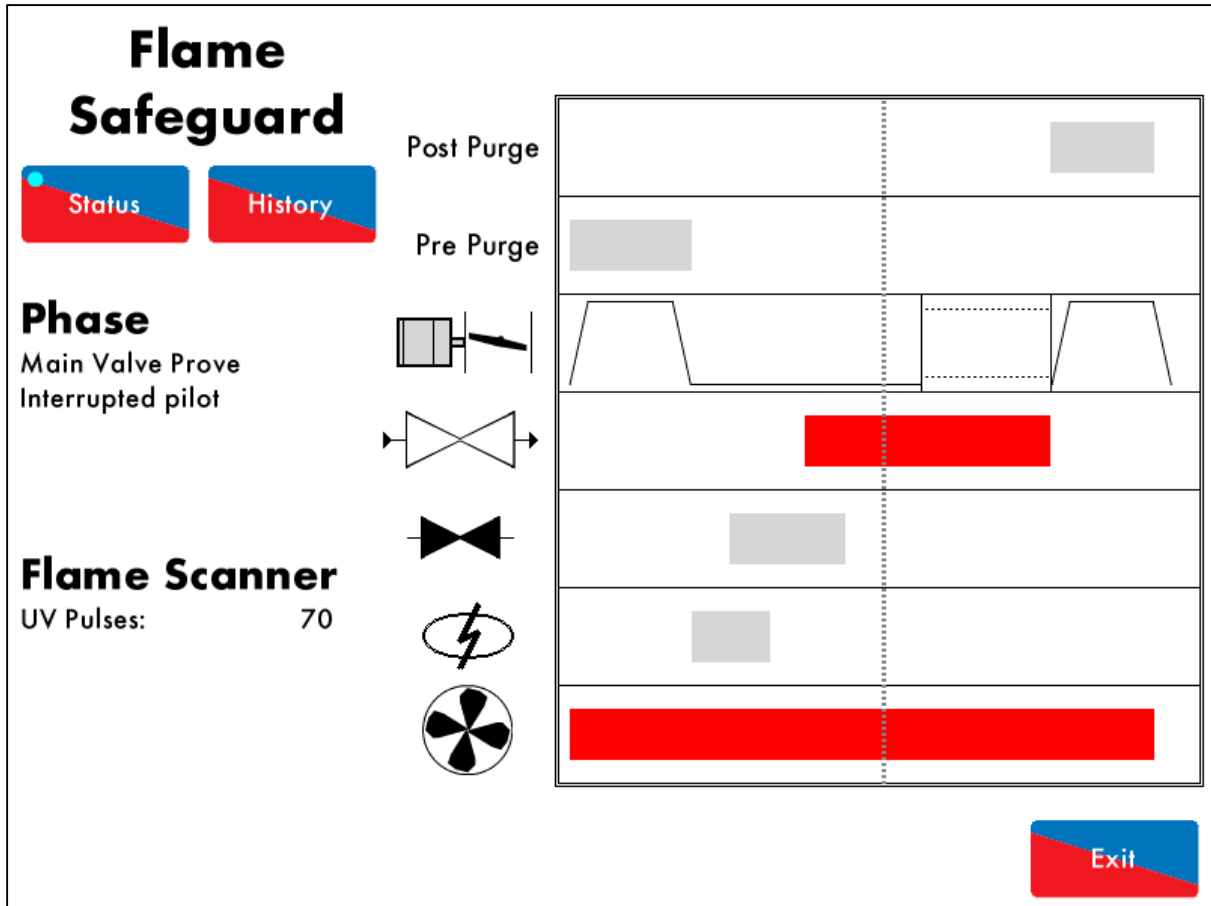 Flame
Safeguard
Status
History
Post Purge
Pre Purge
Phase
Main Valve Prove
Interrupted pilot
Flame Scanner
UV Pulses: 70
Exit